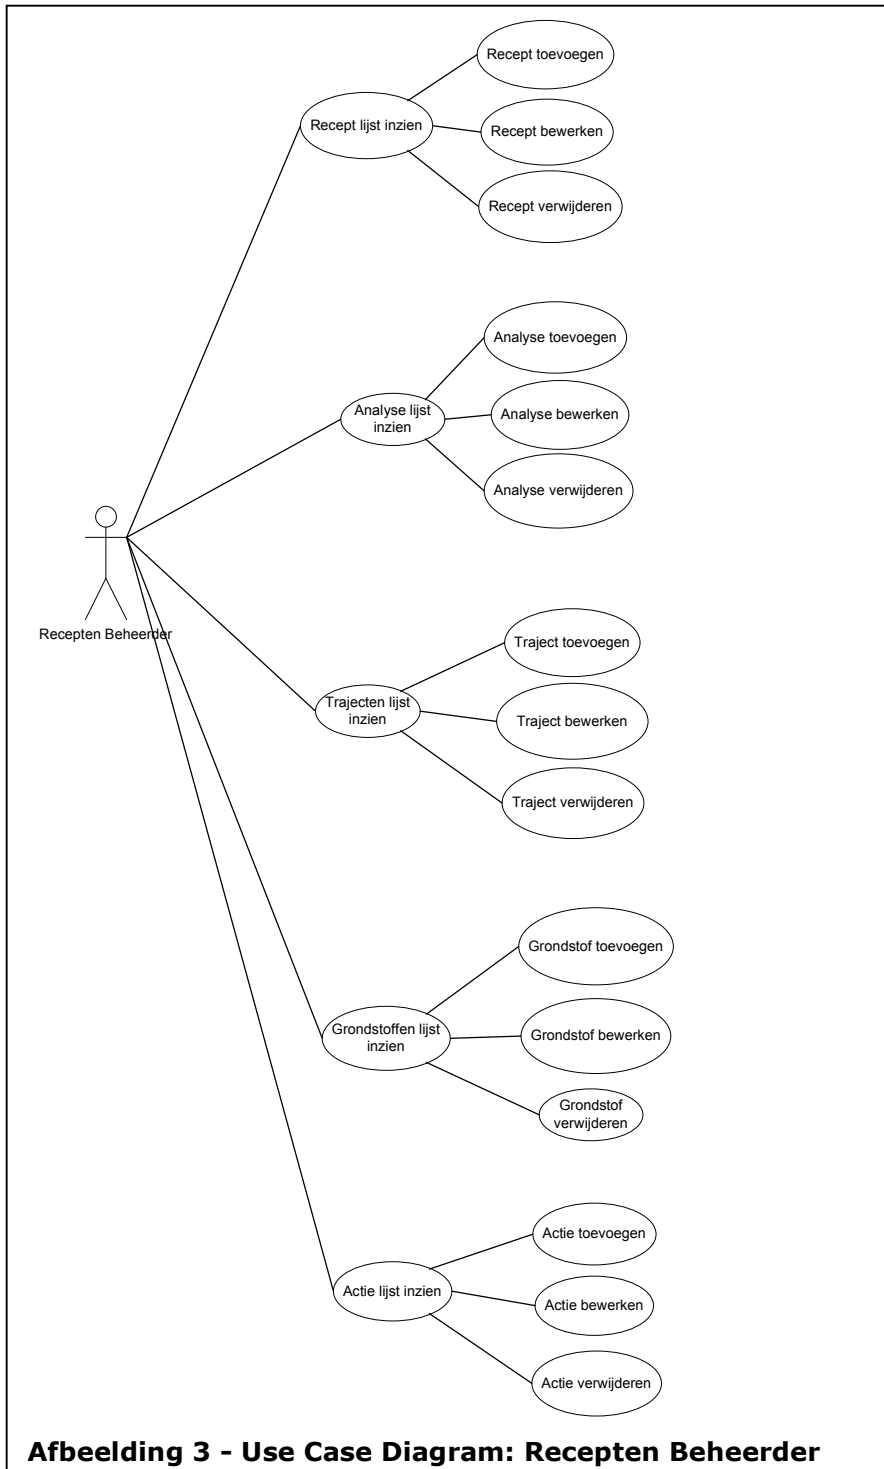 Recept toevoegen
Recept lijst inzien
Recept bewerken
Recept verwijderen
Analyse toevoegen
Analyse lijst
inzien
Analyse bewerken
Analyse verwijderen
Recepten Beheerder
Traject toevoegen
Trajecten lijst
inzien
Traject bewerken
Traject verwijderen
Grondstof toevoegen
Grondstoffen lijst
inzien
Grondstof bewerken
Grondstof
verwijderen
Actie toevoegen
Actie lijst inzien
Actie bewerken
Actie verwijderen
Afbeelding 3 - Use Case Diagram: Recepten Beheerder